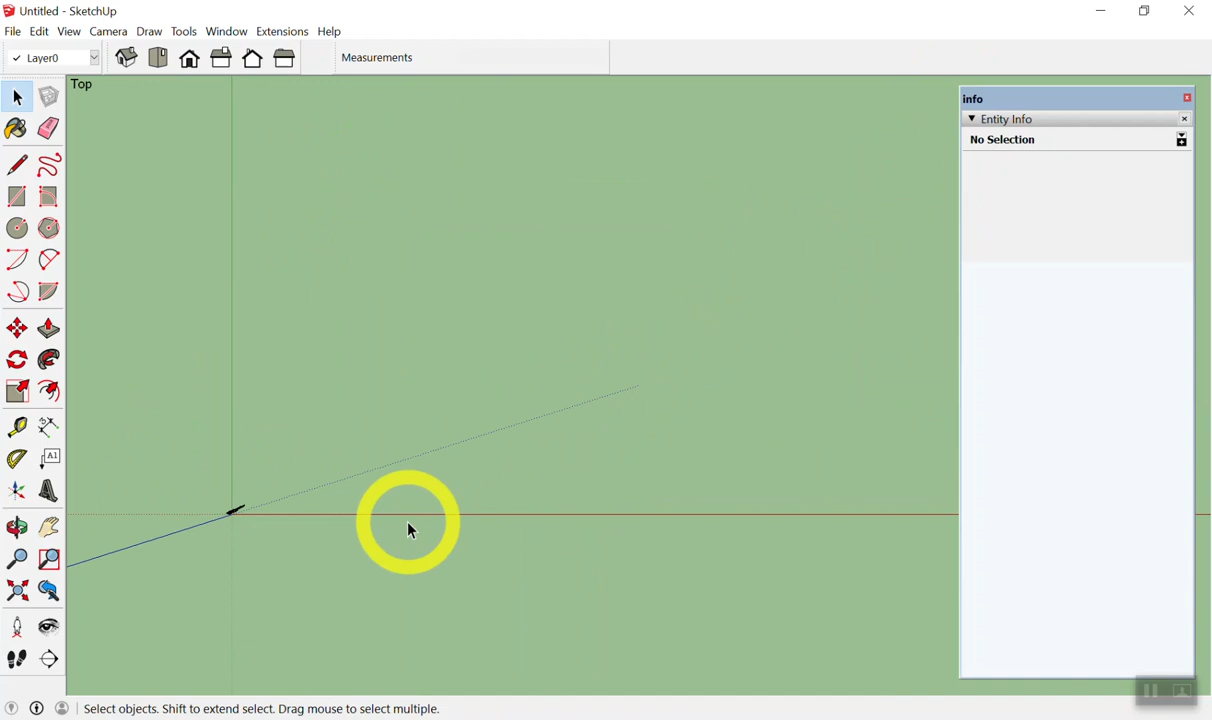 Untitled - SketchUp
File Edit View Camera Draw Tools Window Extensions Help
Layer0
Measurements
Top
info
Entity Info
No Selection
A1
Select objects. Shift to extend select. Drag mouse to select multiple.